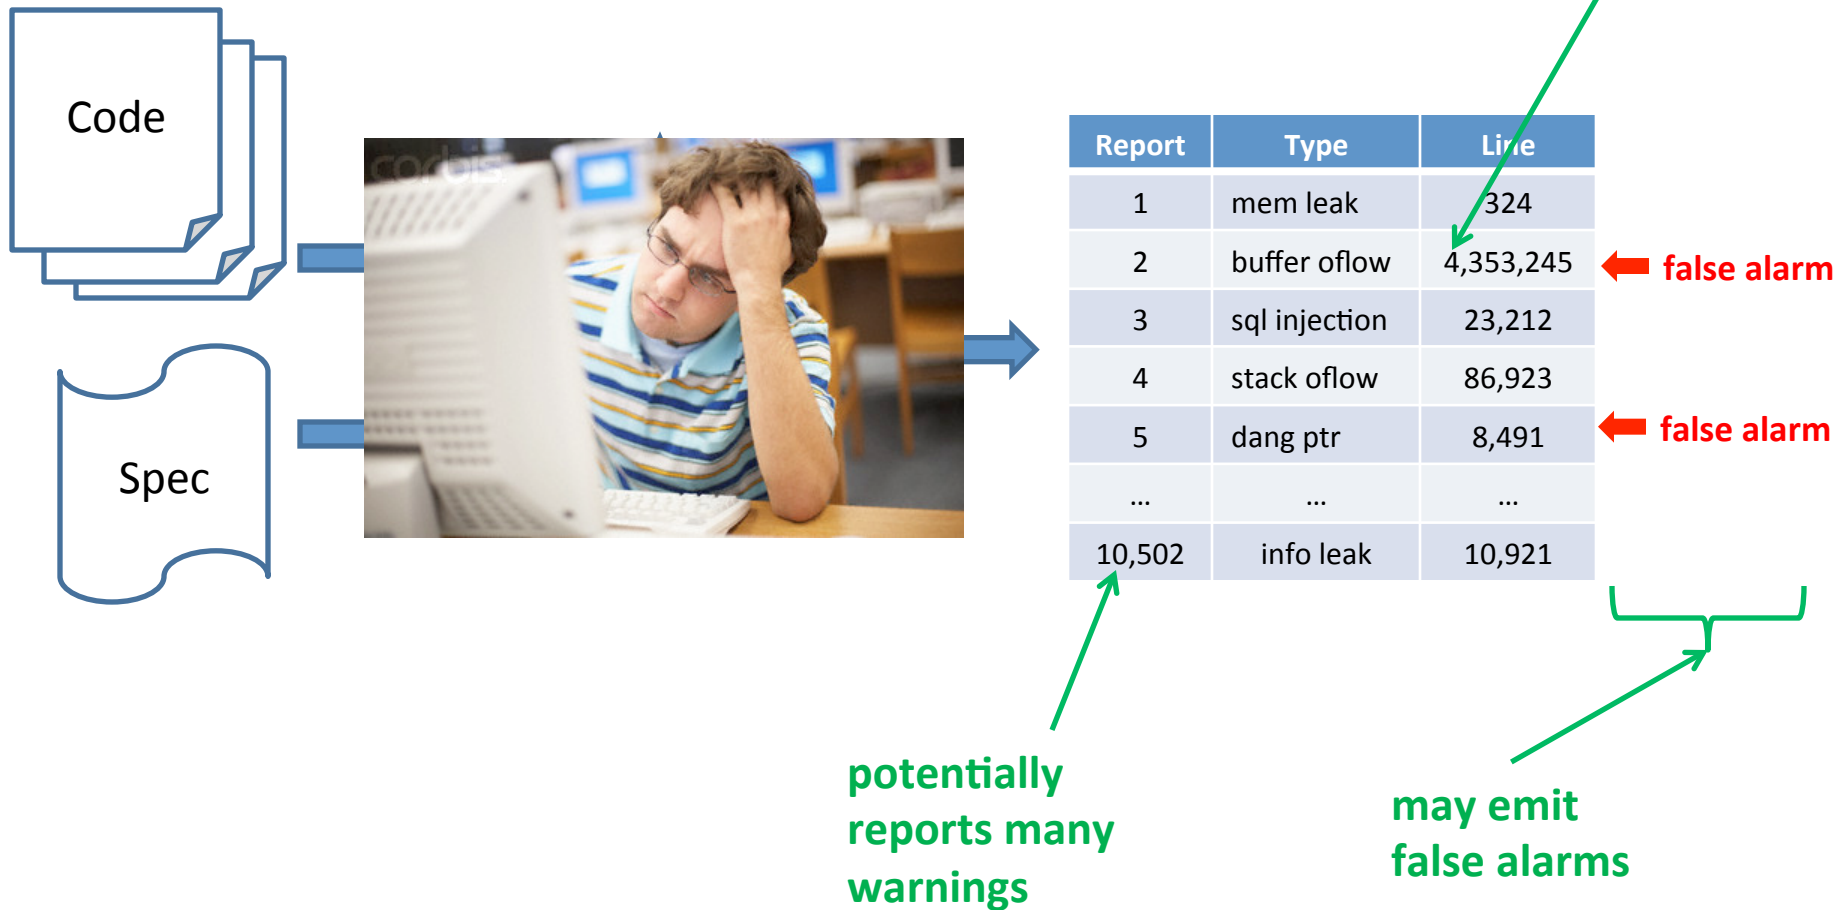 Code
Spec
corbis
Report Type Line
1 mem leak 324
2 buffer oflow 4,353,245
false alarm
3 sql injection 23,212
4 stack oflow 86,923
5 dang ptr 8,491
false alarm
... ... ...
10,502 info leak 10,921
potentially
reports many
warnings
may emit
false alarms